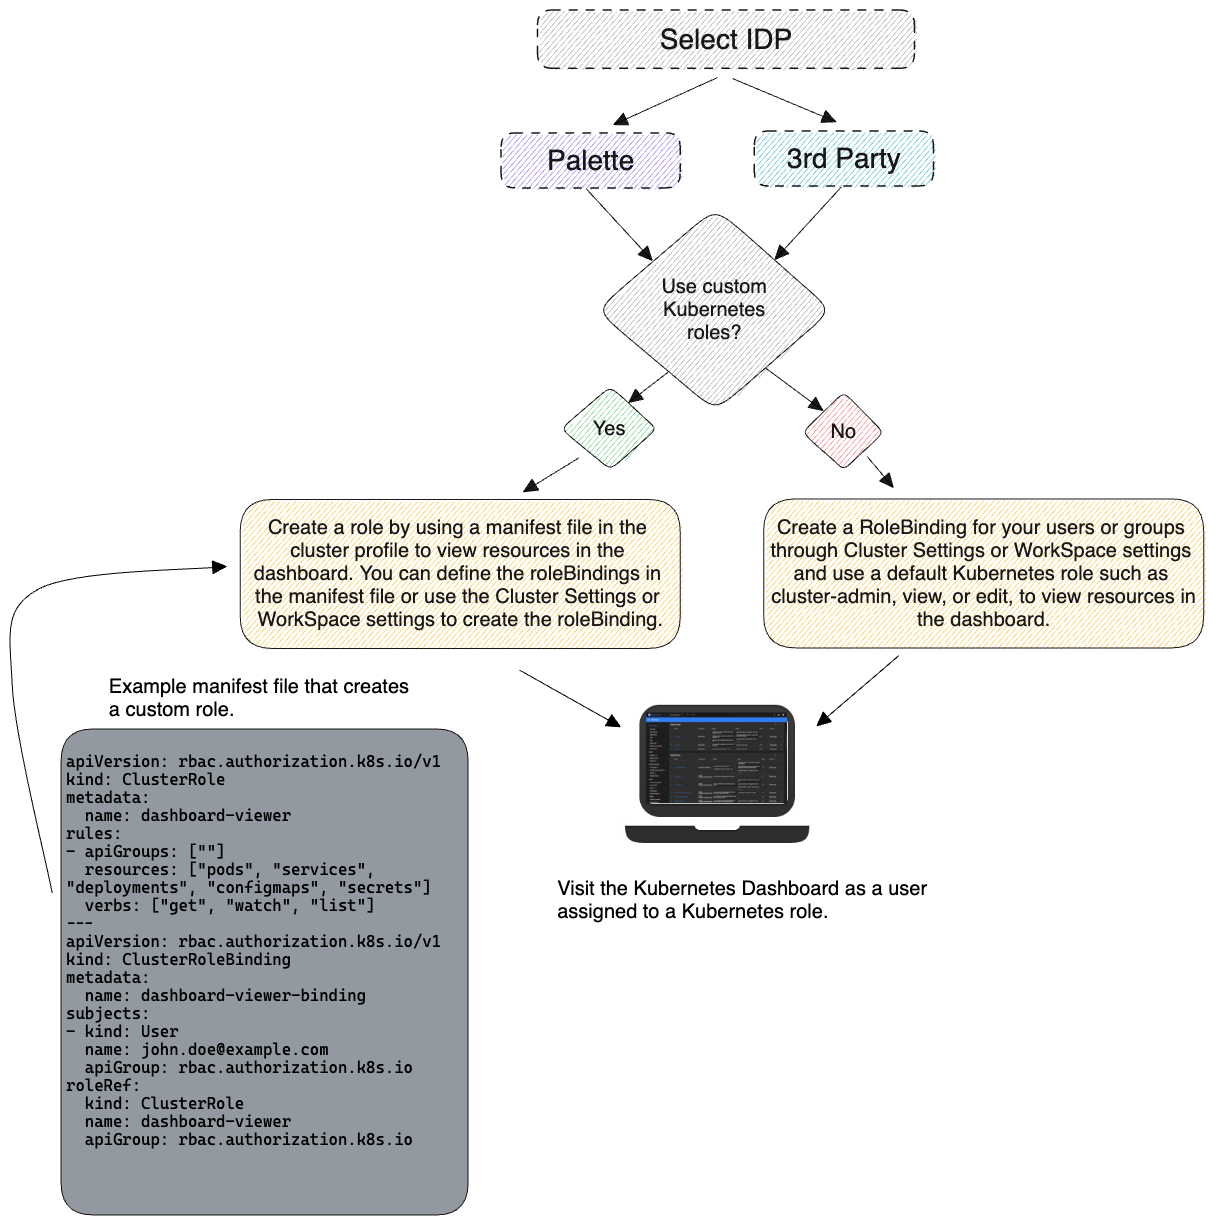 Select IDP
Palette
3rd Party
Use custom
Kubernetes
roles?
Yes
No
Create a role by using a manifest file in the
cluster profile to view resources in the
dashboard. You can define the roleBindings in
the manifest file or use the Cluster Settings or
WorkSpace settings to create the roleBinding.
Create a RoleBinding for your users or groups
through Cluster Settings or WorkSpace settings
and use a default Kubernetes role such as
cluster-admin, view, or edit, to view resources in
the dashboard.
Example manifest file that creates
a custom role.
apiVersion: rbac.authorization.k8s.io/v1
kind: ClusterRole
metadata:
  name: dashboard-viewer
rules:
- apiGroups: [""]
  resources: ["pods", "services",
"deployments", "configmaps", "secrets"]
  verbs: ["get", "watch", "list"]
---
apiVersion: rbac.authorization.k8s.io/v1
kind: ClusterRoleBinding
metadata:
  name: dashboard-viewer-binding
subjects:
- kind: User
  name: john.doe@example.com
  apiGroup: rbac.authorization.k8s.io
roleRef:
  kind: ClusterRole
  name: dashboard-viewer
  apiGroup: rbac.authorization.k8s.io
Visit the Kubernetes Dashboard as a user
assigned to a Kubernetes role.